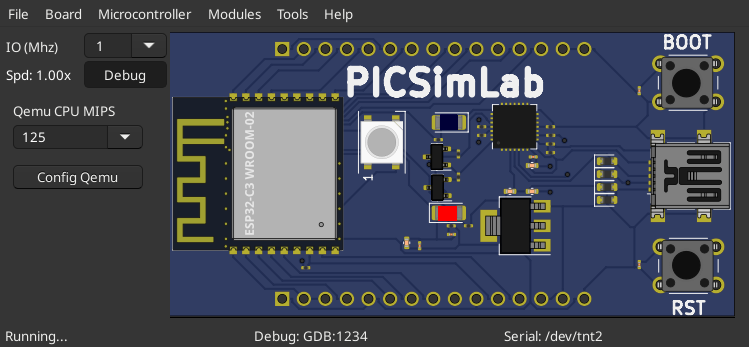 File Board Microcontroller Modules Tools Help
IO (Mhz) 1
Spd: 1.00x Debug
Qemu CPU MIPS
125
Config Qemu
BOOT
PICSimLab
ESP32-C3 WROOM-02
1
RST
Running... Debug: GDB:1234 Serial: /dev/tnt2